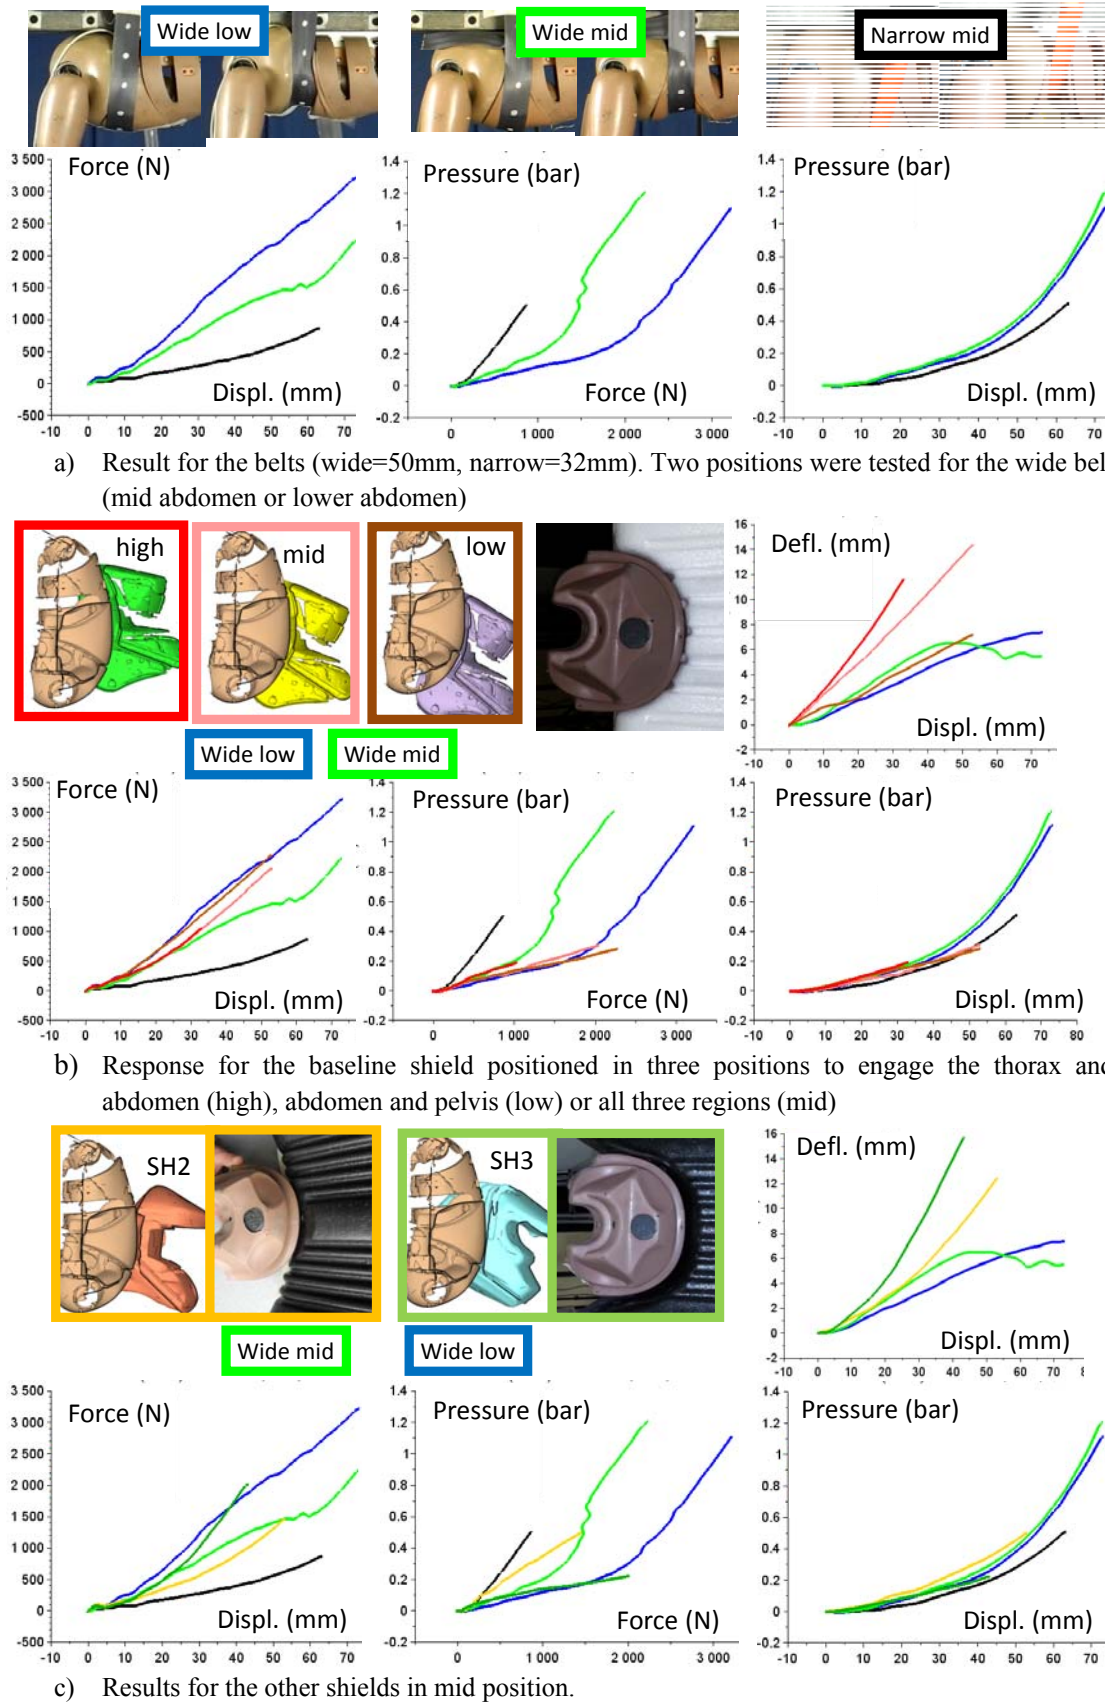 Wide low
Wide mid
Narrow mid
Force (N)
3 500
3 000
2 500
2 000
1 500
1 000
500
0
-500
Displ. (mm)
-10 0 10 20 30 40 50 60 70
Pressure (bar)
1.4
1.2
1
0.8
0.6
0.4
0.2
0
-0.2
Force (N)
0 1 000 2 000 3 000
Pressure (bar)
1.4
1.2
1
0.8
0.6
0.4
0.2
0
-0.2
Displ. (mm)
-10 0 10 20 30 40 50 60 70
a) Result for the belts (wide=50mm, narrow=32mm). Two positions were tested for the wide bel
(mid abdomen or lower abdomen)
high
mid
low
Defl. (mm)
16
14
12
10
8
6
4
2
0
-2
Displ. (mm)
-10 0 10 20 30 40 50 60 70
Wide low
Wide mid
Force (N)
3 500
3 000
2 500
2 000
1 500
1 000
500
0
-500
Displ. (mm)
-10 0 10 20 30 40 50 60 70 80
Pressure (bar)
1.4
1.2
1
0.8
0.6
0.4
0.2
0
-0.2
Force (N)
0 1 000 2 000 3 000
Pressure (bar)
1.4
1.2
1
0.8
0.6
0.4
0.2
0
-0.2
Displ. (mm)
-10 0 10 20 30 40 50 60 70 80
b) Response for the baseline shield positioned in three positions to engage the thorax and
abdomen (high), abdomen and pelvis (low) or all three regions (mid)
SH2
SH3
Defl. (mm)
16
14
12
10
8
6
4
2
0
-2
Displ. (mm)
-10 0 10 20 30 40 50 60 70 8
Wide mid
Wide low
Force (N)
3 500
3 000
2 500
2 000
1 500
1 000
500
0
-500
Displ. (mm)
-10 0 10 20 30 40 50 60 70
Pressure (bar)
1.4
1.2
1
0.8
0.6
0.4
0.2
0
-0.2
Force (N)
0 1 000 2 000 3 000
Pressure (bar)
1.4
1.2
1
0.8
0.6
0.4
0.2
0
-0.2
Displ. (mm)
-10 0 10 20 30 40 50 60 70
c) Results for the other shields in mid position.